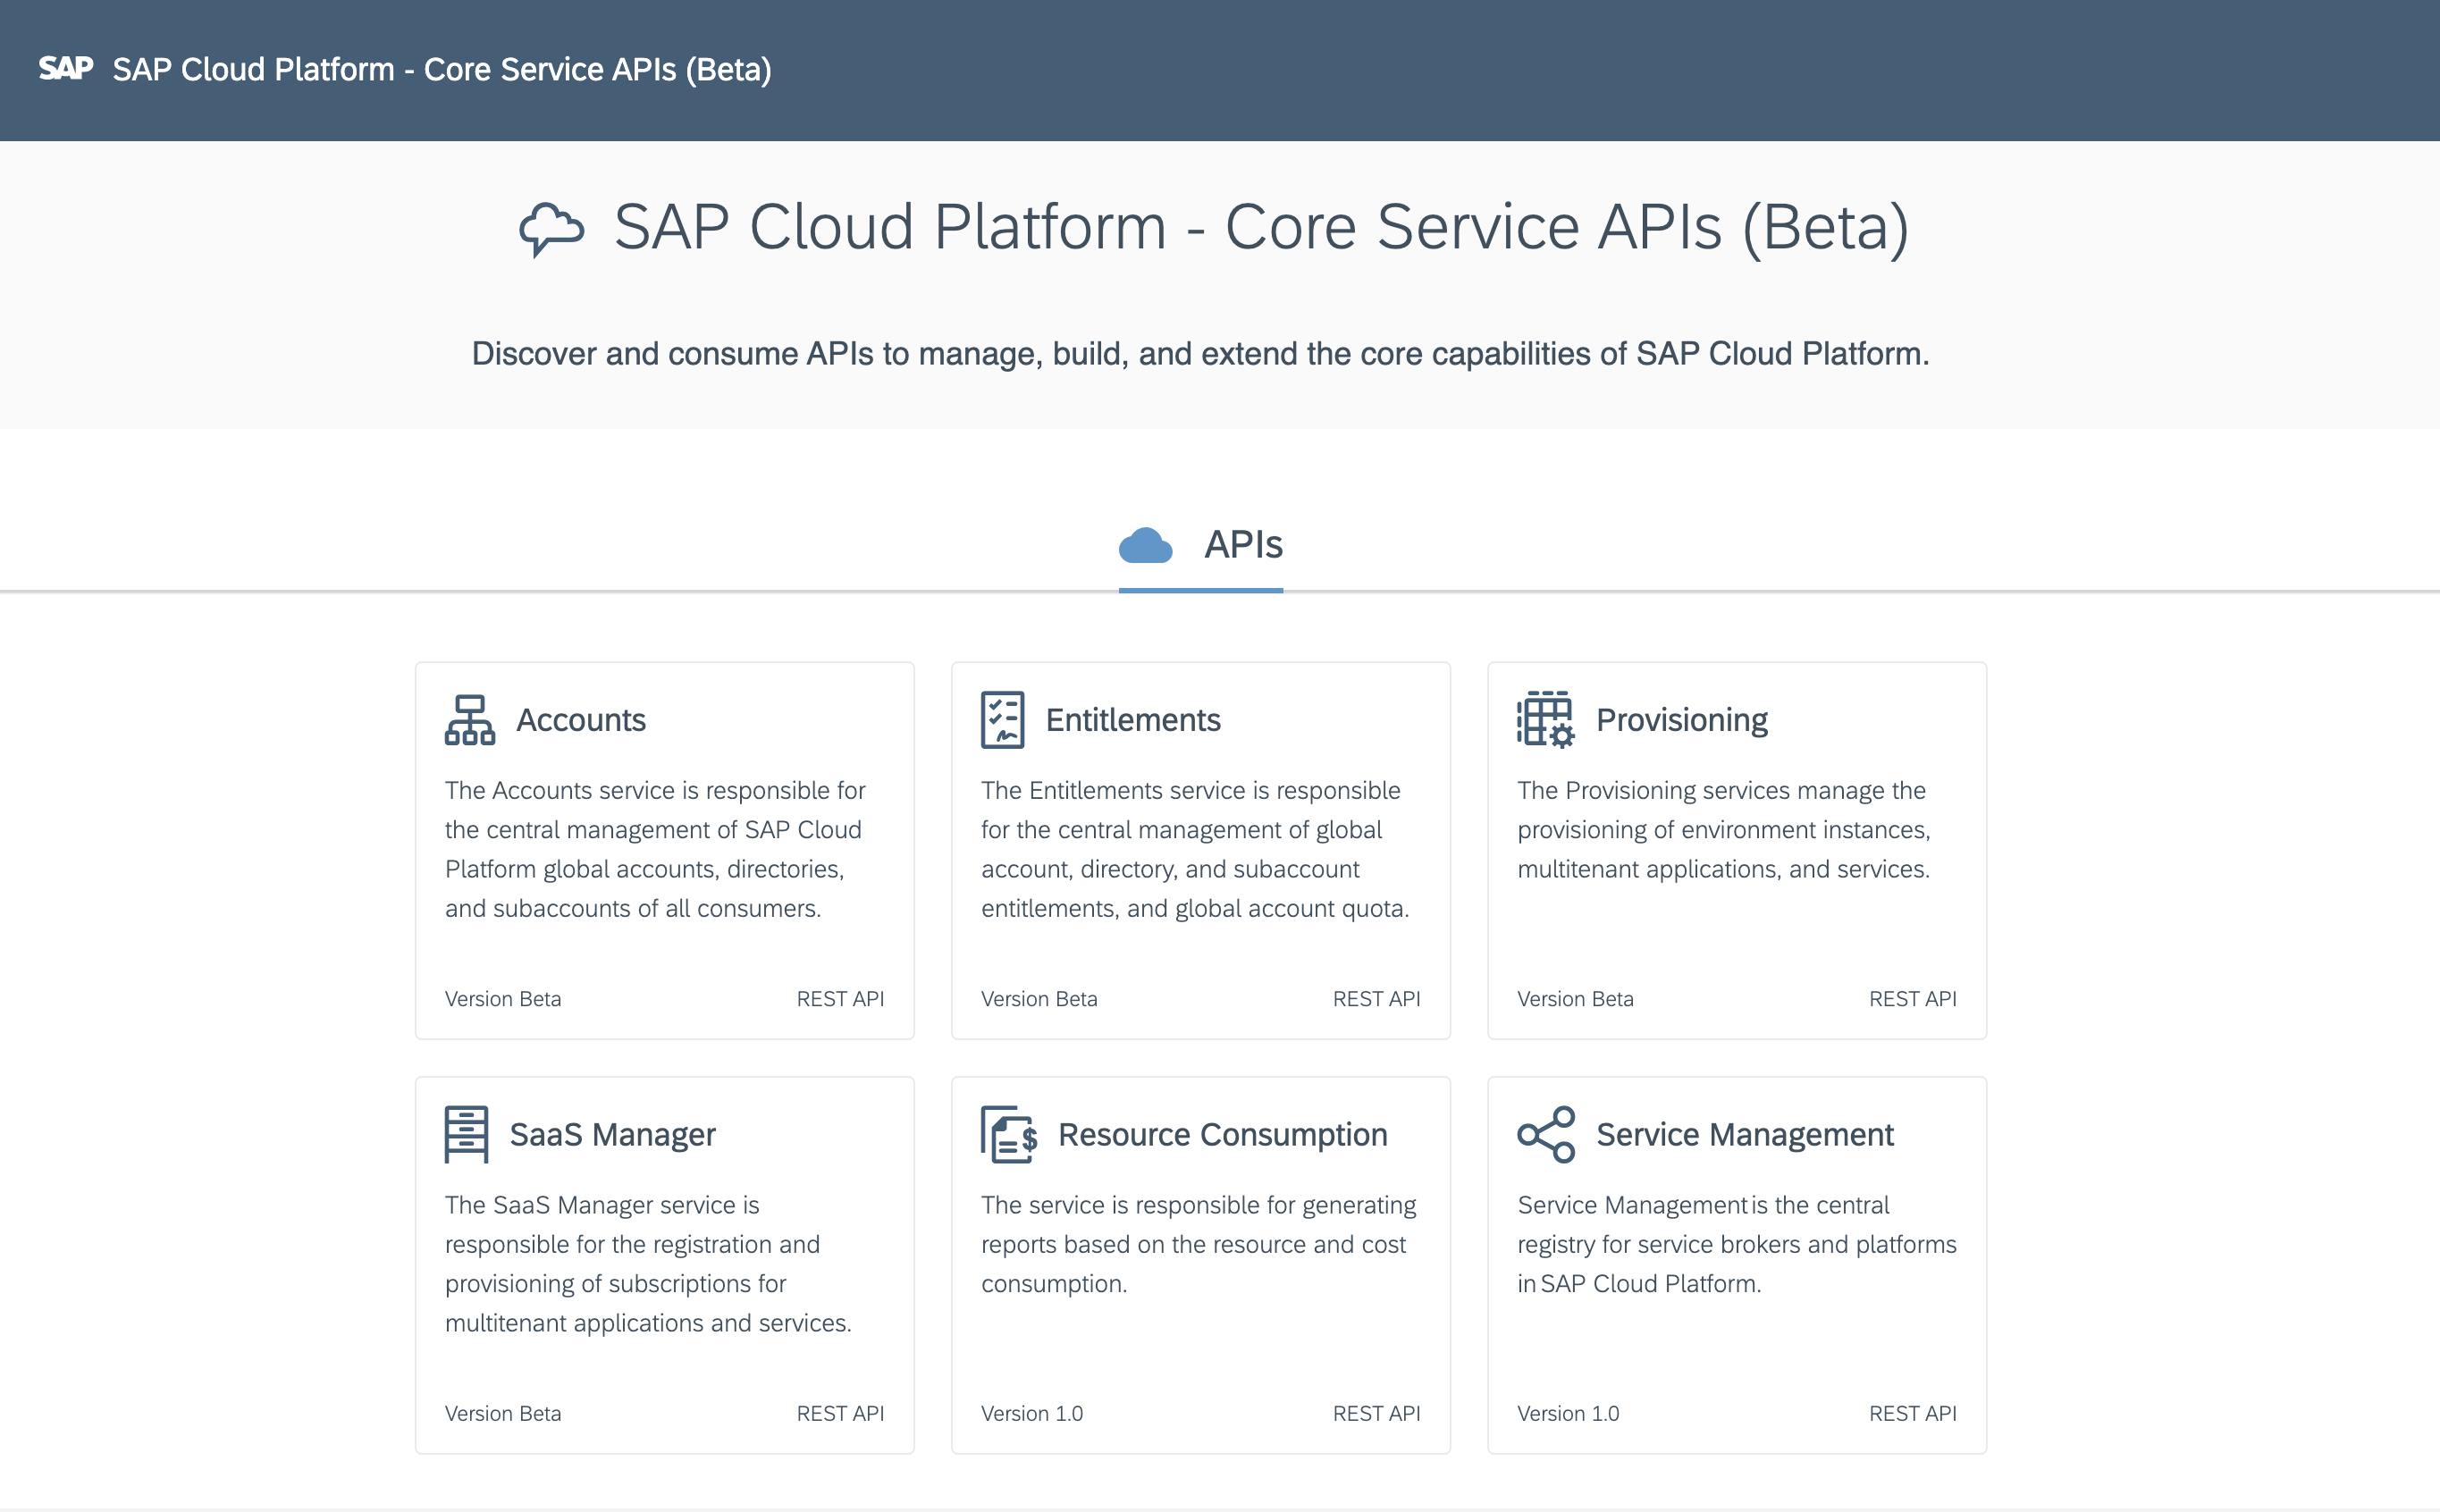 SAP SAP Cloud Platform - Core Service APIs (Beta)
SAP Cloud Platform - Core Service APIs (Beta)
Discover and consume APIs to manage, build, and extend the core capabilities of SAP Cloud Platform.
APIs
Accounts
The Accounts service is responsible for
the central management of SAP Cloud
Platform global accounts, directories,
and subaccounts of all consumers.
Version Beta REST API
Entitlements
The Entitlements service is responsible
for the central management of global
account, directory, and subaccount
entitlements, and global account quota.
Version Beta REST API
Provisioning
The Provisioning services manage the
provisioning of environment instances,
multitenant applications, and services.
Version Beta REST API
SaaS Manager
The SaaS Manager service is
responsible for the registration and
provisioning of subscriptions for
multitenant applications and services.
Version Beta REST API
Resource Consumption
The service is responsible for generating
reports based on the resource and cost
consumption.
Version 1.0 REST API
Service Management
Service Management is the central
registry for service brokers and platforms
in SAP Cloud Platform.
Version 1.0 REST API